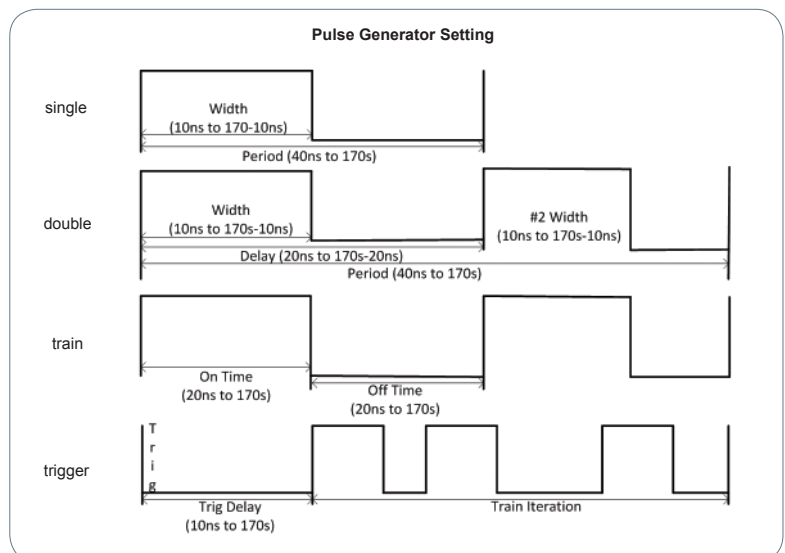 Pulse Generator Setting
single
Width
(10ns to 170-10ns)
Period (40ns to 170s)
double
Width
(10ns to 170s-10ns)
#2 Width
(10ns to 170s-10ns)
Delay (20ns to 170s-20ns)
Period (40ns to 170s)
train
On Time
(20ns to 170s)
Off Time
(20ns to 170s)
trigger
T
r
i
g
Trig Delay
(10ns to 170s)
Train Iteration